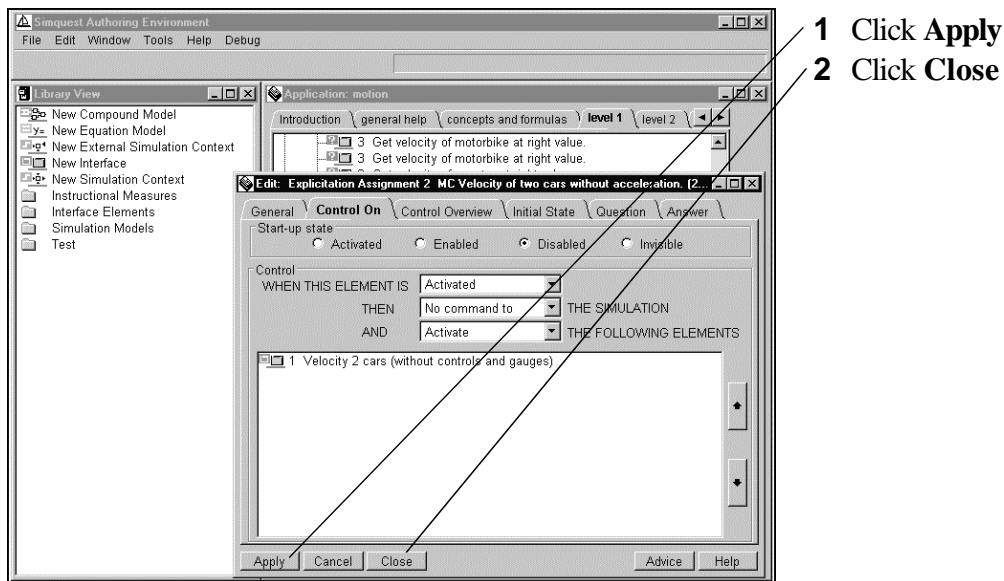 Simquest Authoring Environment
File Edit Window Tools Help Debug
Library View
New Compound Model
y= New Equation Model
New External Simulation Context
New Interface
New Simulation Context
Instructional Measures
Interface Elements
Simulation Models
Test
Application: motion
Introduction general help concepts and formulas level 1 level 2
3 Get velocity of motorbike at right value.
3 Get velocity of motorbike at right value.
Edit: Explicitation Assignment 2 MC Velocity of two cars without acceleration. (2...
General Control On Control Overview Initial State Question Answer
Start-up state
Activated Enabled Disabled Invisible
Control
WHEN THIS ELEMENT IS Activated
THEN No command to THE SIMULATION
AND Activate THE FOLLOWING ELEMENTS
1 Velocity 2 cars (without controls and gauges)
Apply Cancel Close Advice Help
1 Click Apply
2 Click Close